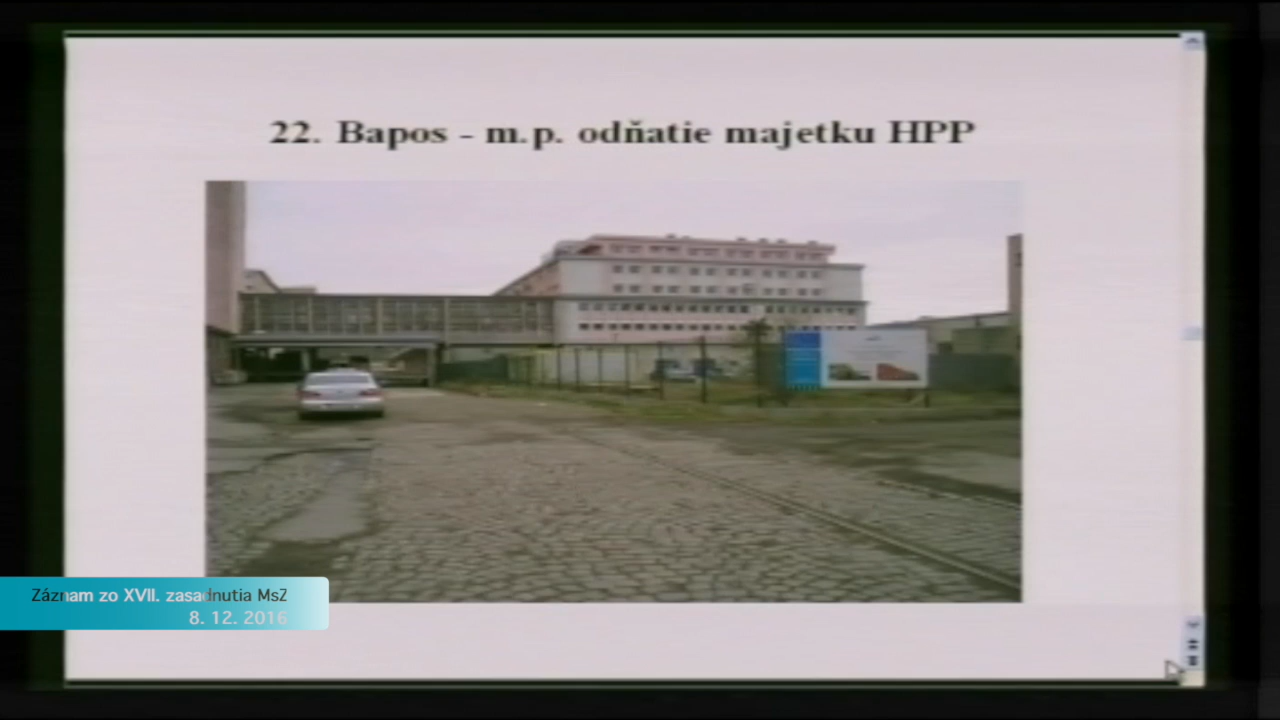 22. Bapos - m.p. odňatie majetku HPP
Záznam zo XVII. zasadnutia MsZ
8. 12. 2016